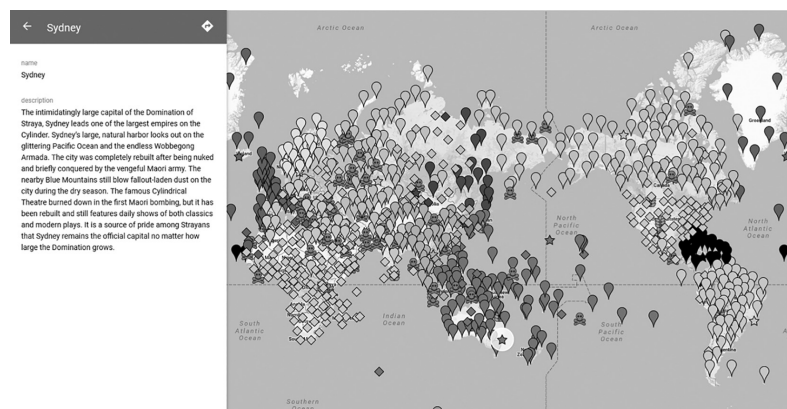 Sydney
name
Sydney
description
The intimidatingly large capital of the Domination of
Straya, Sydney leads one of the largest empires on the
Cylinder. Sydney's large, natural harbor looks out on the
glittering Pacific Ocean and the endless Wobbegong
Armada. The city was completely rebuilt after being nuked
and briefly conquered by the vengeful Maori army. The
nearby Blue Mountains still blow fallout-laden dust on the
city during the dry season. The famous Cylindrical
Theatre burned down in the first Maori bombing, but it has
been rebuilt and still features daily shows of both classics
and modern plays. It is a source of pride among Strayans
that Sydney remains the official capital no matter how
large the Domination grows.
Arctic Ocean
Arctic Ocean
Greenland
North
Pacific
Ocean
North
Atlantic
Ocean
South
Atlantic
Ocean
Indian
Ocean
South
Pacific
Ocean
Southern